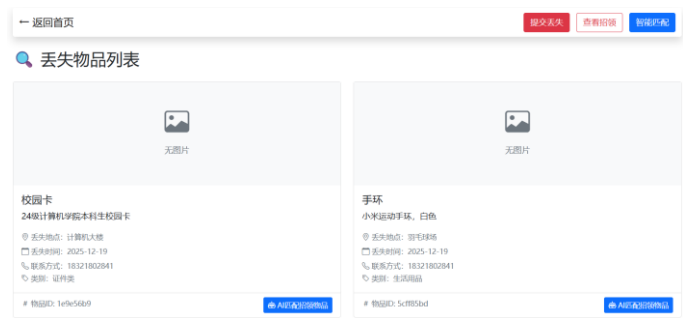 ← 返回首页
提交丢失
查看招领
智能匹配
丢失物品列表
无图片
校园卡
24级计算机学院本科生校园卡
丢失地点: 计算机大楼
丢失时间: 2025-12-19
联系方式: 18321802841
类别: 证件类
# 物品ID: 1e9e56b9
AI匹配招领物品
无图片
手环
小米运动手环、白色
丢失地点: 羽毛球场
丢失时间: 2025-12-19
联系方式: 18321802841
类别: 生活用品
# 物品ID: 5cff85bd
AI匹配招领物品